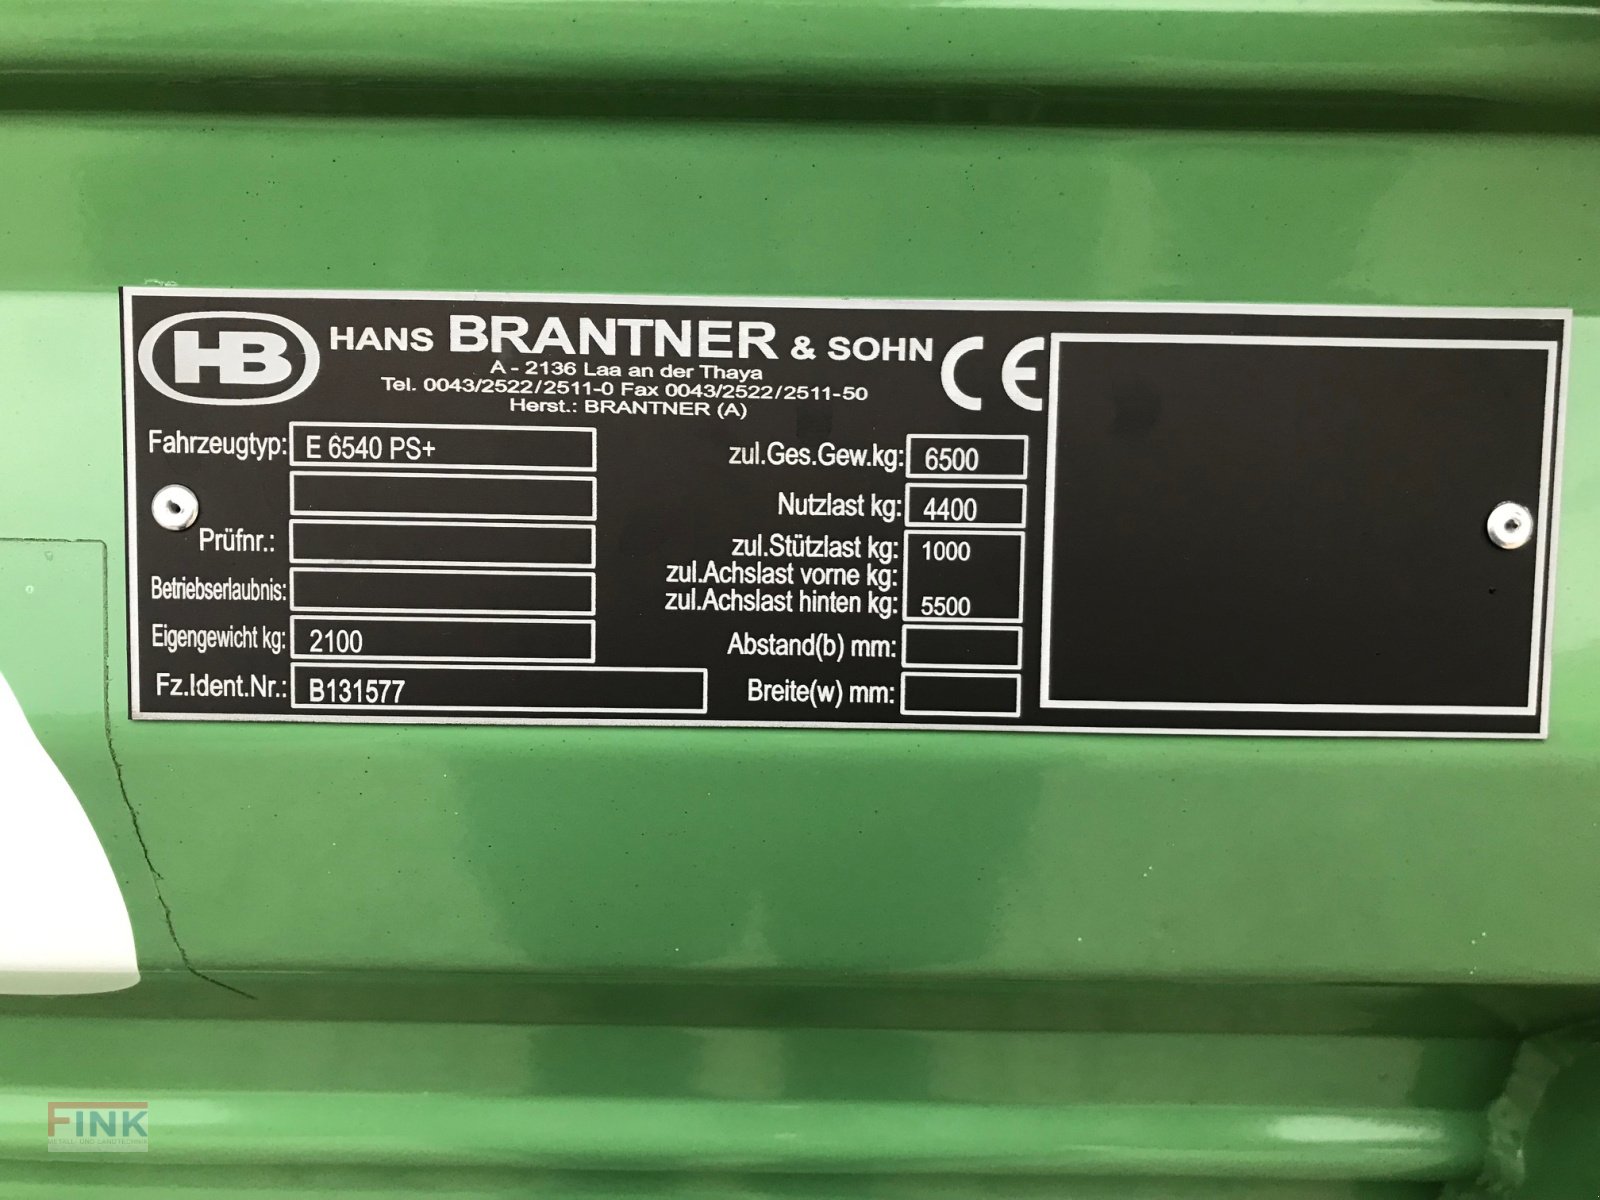 HB HANS BRANTNER & SOHN CE
A - 2136 Laa an der Thaya
Tel. 0043/2522/2511-0 Fax 0043/2522/2511-50
Herst.: BRANTNER (A)
Fahrzeugtyp: E 6540 PS+
Prüfnr.:
Betriebserlaubnis:
Eigengewicht kg: 2100
Fz.Ident.Nr.: B131577
zul.Ges.Gew.kg: 6500
Nutzlast kg: 4400
zul.Stützlast kg: 1000
zul.Achslast vorne kg:
zul.Achslast hinten kg: 5500
Abstand(b) mm:
Breite(w) mm:
FINK
METALL- UND LANDTECHNIK